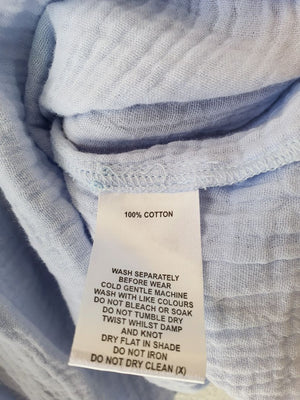 100% COTTON
WASH SEPARATELY
BEFORE WEAR
COLD GENTLE MACHINE
WASH WITH LIKE COLOURS
DO NOT BLEACH OR SOAK
DO NOT TUMBLE DRY
TWIST WHILST DAMP
AND KNOT
DRY FLAT IN SHADE
DO NOT IRON
DO NOT DRY CLEAN (X)